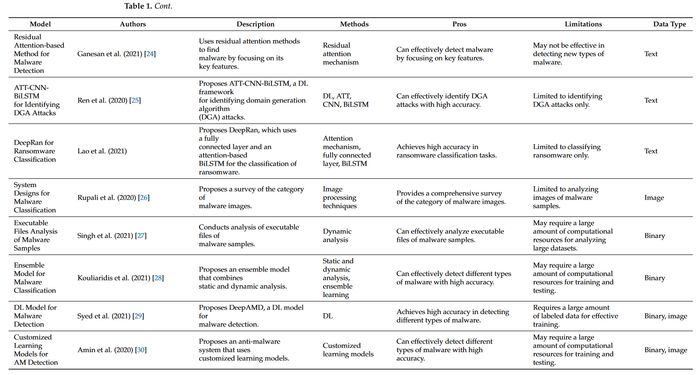 Table 1. Cont.
Model Authors Description Methods Pros Limitations Data Type
Residual
Attention-based
Method for
Malware
Detection
Ganesan et al. (2021) [24]
Uses residual attention methods
to find
malware by focusing on its
key features.
Residual
attention
mechanism
Can effectively detect malware
by focusing on key features.
May not be effective in
detecting new types of
malware.
Text
ATT-CNN-
BiLSTM
for Identifying
DGA Attacks
Ren et al. (2020) [25]
Proposes ATT-CNN-BiLSTM, a DL
framework
for identifying domain generation
algorithm
(DGA) attacks.
DL, ATT,
CNN, BiLSTM
Can effectively identify DGA
attacks with high accuracy.
Limited to identifying
DGA attacks only.
Text
DeepRan for
Ransomware
Classification
Lao et al. (2021)
Proposes DeepRan, which uses
a fully
connected layer and an
attention-based
BiLSTM for the classification of
ransomware.
Attention
mechanism,
fully connected
layer, BiLSTM
Achieves high accuracy in
ransomware classification tasks.
Limited to classifying
ransomware only.
Text
System
Designs for
Malware
Classification
Rupali et al. (2020) [26]
Proposes a survey of the category
of
malware images.
Image
processing
techniques
Provides a comprehensive survey
of the category of malware images.
Limited to analyzing
images of malware
samples.
Image
Executable
Files Analysis
of Malware
Samples
Singh et al. (2021) [27]
Conducts analysis of executable
files of
malware samples.
Dynamic
analysis
Can effectively analyze executable
files of malware samples.
May require a large
amount of computational
resources for analyzing
large datasets.
Binary
Ensemble
Model for
Malware
Classification
Kouliaridis et al. (2021) [28]
Proposes an ensemble model
that combines
static and dynamic analysis.
Static and
dynamic
analysis,
ensemble
learning
Can effectively detect different types
of malware with high accuracy.
May require a large
amount of computational
resources for training and
testing.
Binary
DL Model for
Malware
Detection
Syed et al. (2021) [29]
Proposes DeepAMD, a DL model
for
malware detection.
DL
Achieves high accuracy in detecting
different types of malware.
Requires a large amount
of labeled data for effective
training.
Binary, image
Customized
Learning
Models for
AM Detection
Amin et al. (2020) [30]
Proposes an anti-malware
system that uses
customized learning models.
Customized
learning models
Can effectively detect different
types of malware with high
accuracy.
May require a large
amount of computational
resources for training and
testing.
Binary, image